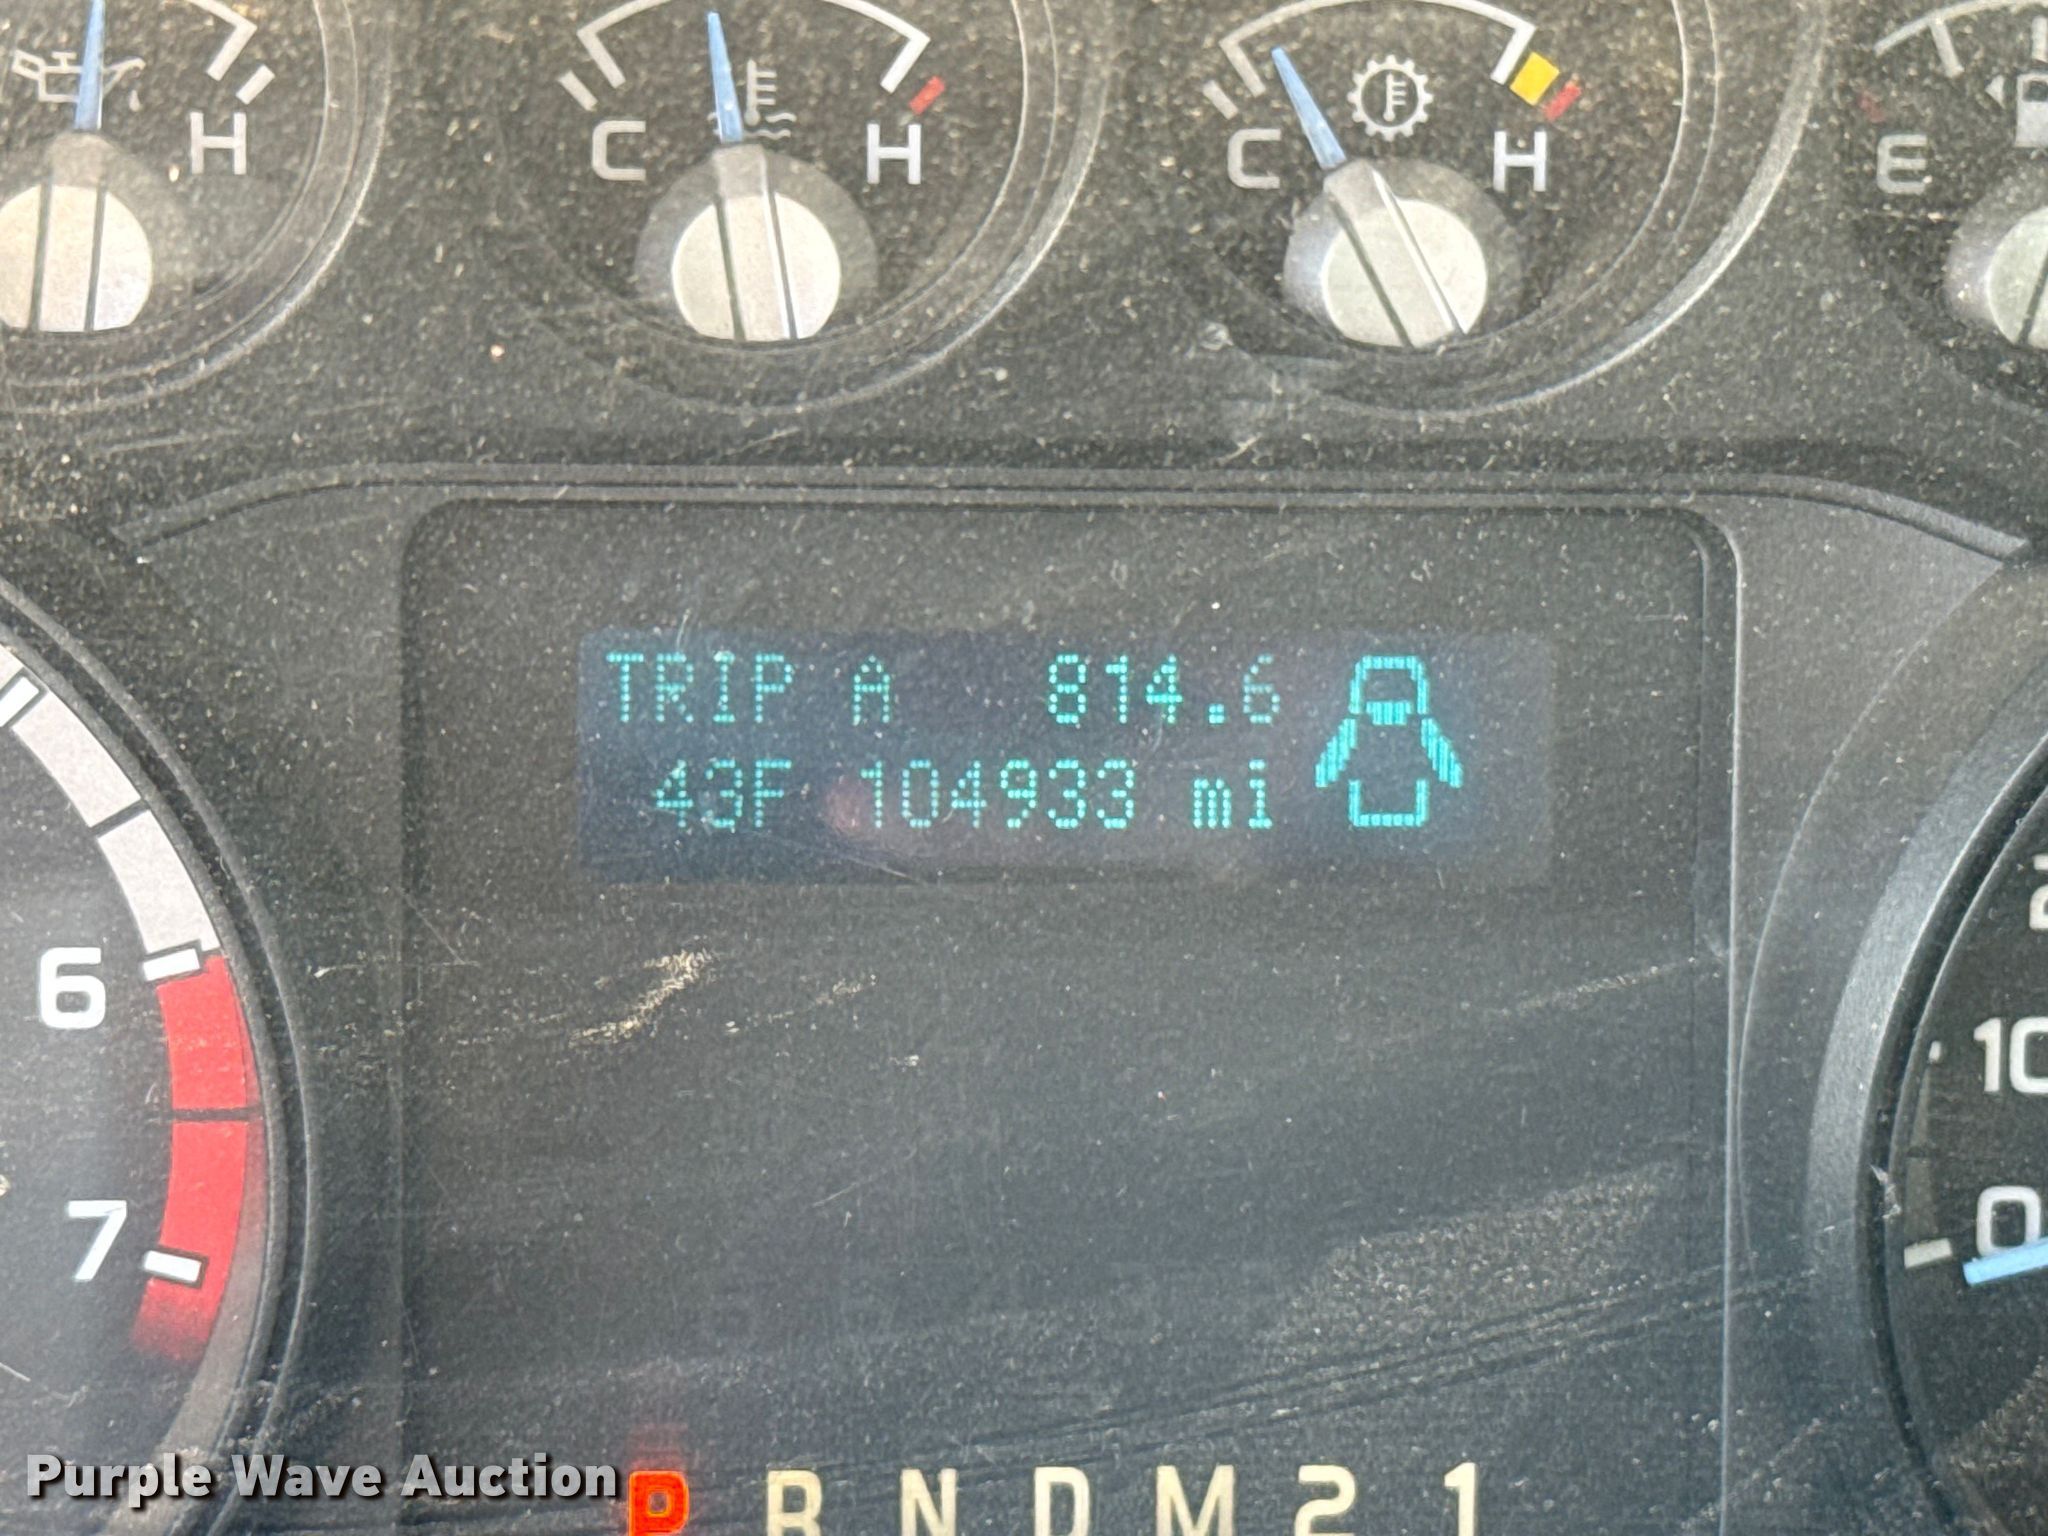 H
C H
C H
E
TRIP A 814.6
43F 104933 mi
6
7
10
0
P R N D M 2 1
Purple Wave Auction